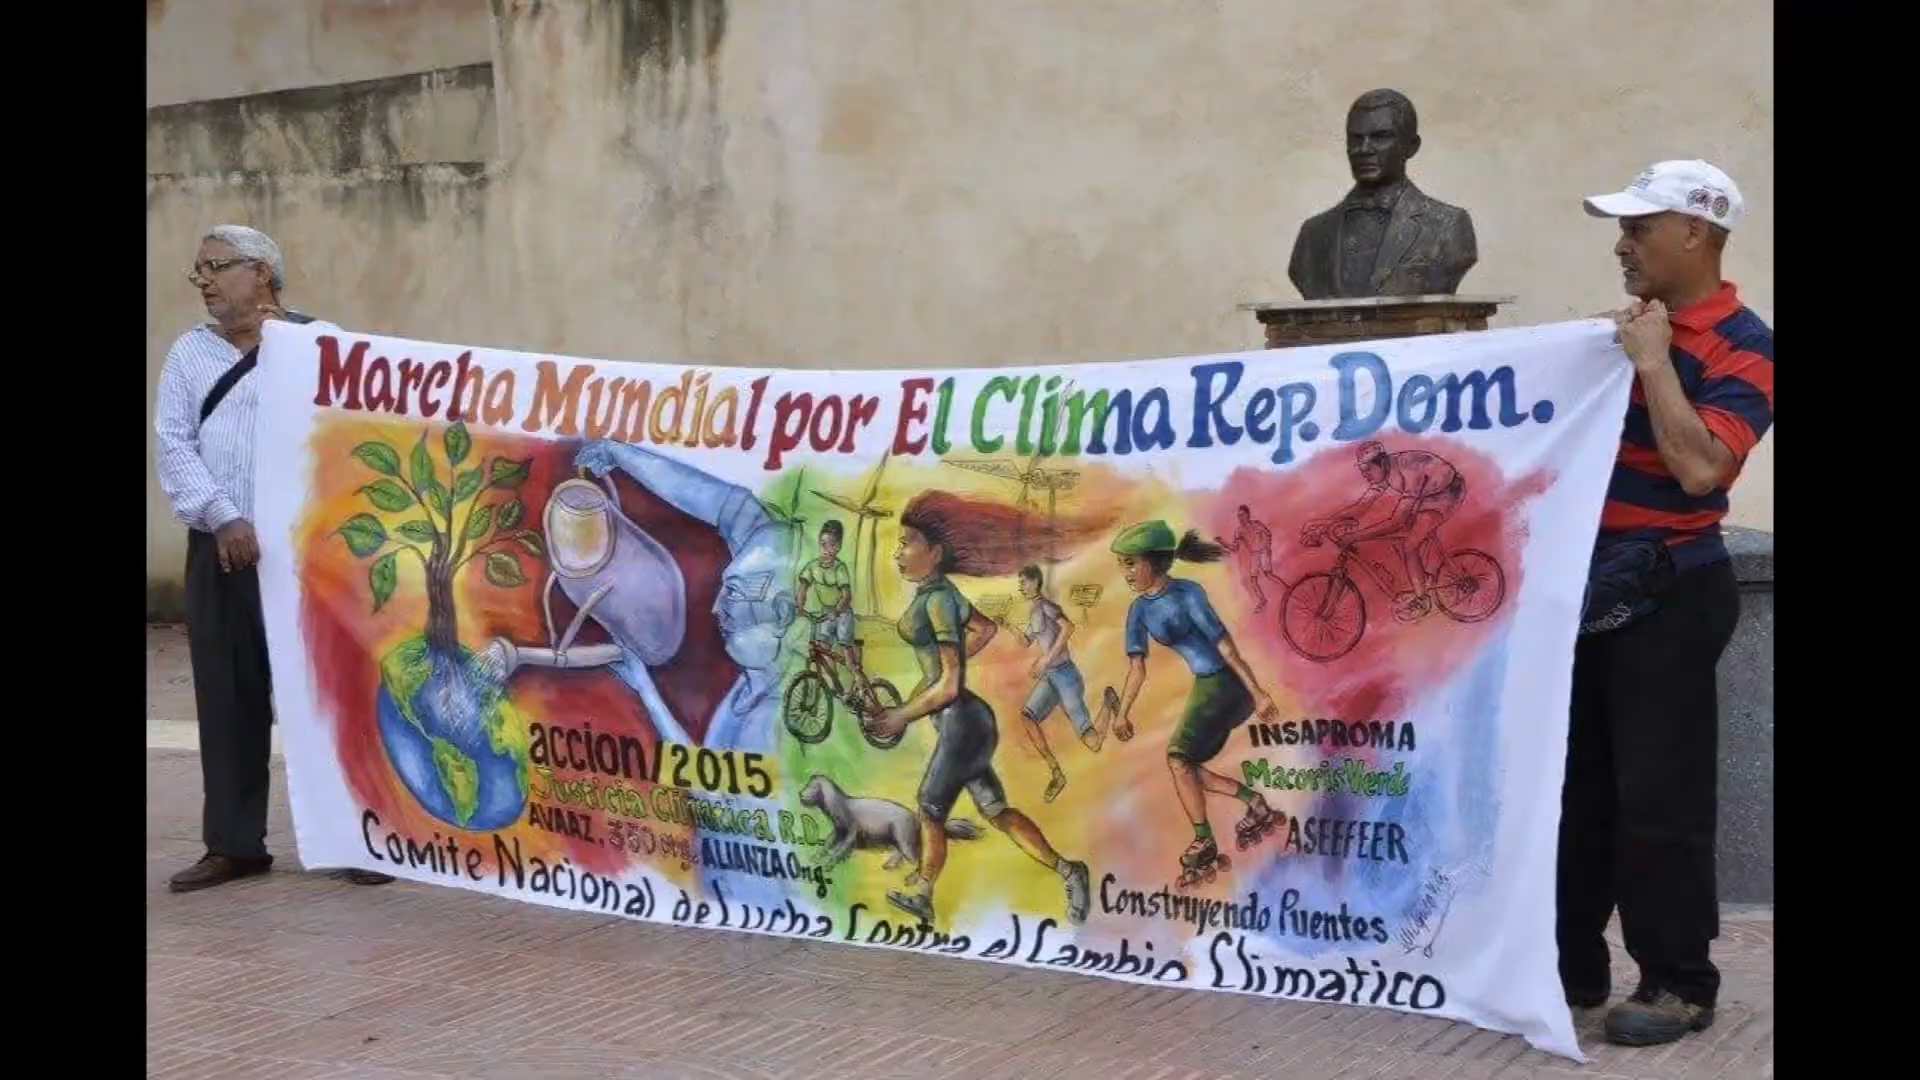 Marcha Mundial por El Clima Rep. Dom.
accion/2015
Justicia Climatica R.D.
AVAAZ. 350 org. ALIANZA Ong.
INSAPROMA
Macoris Verde
ASEEFEER
Construyendo Puentes
Comite Nacional de Lucha Contra el Cambio Climatico